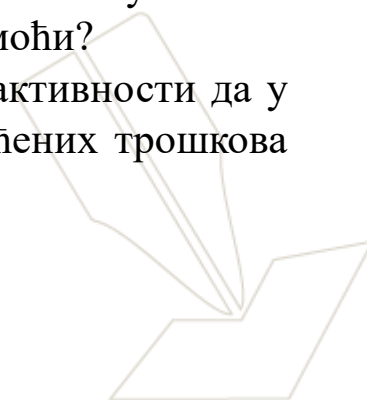 моћи?
активности да у
ћених трошкова